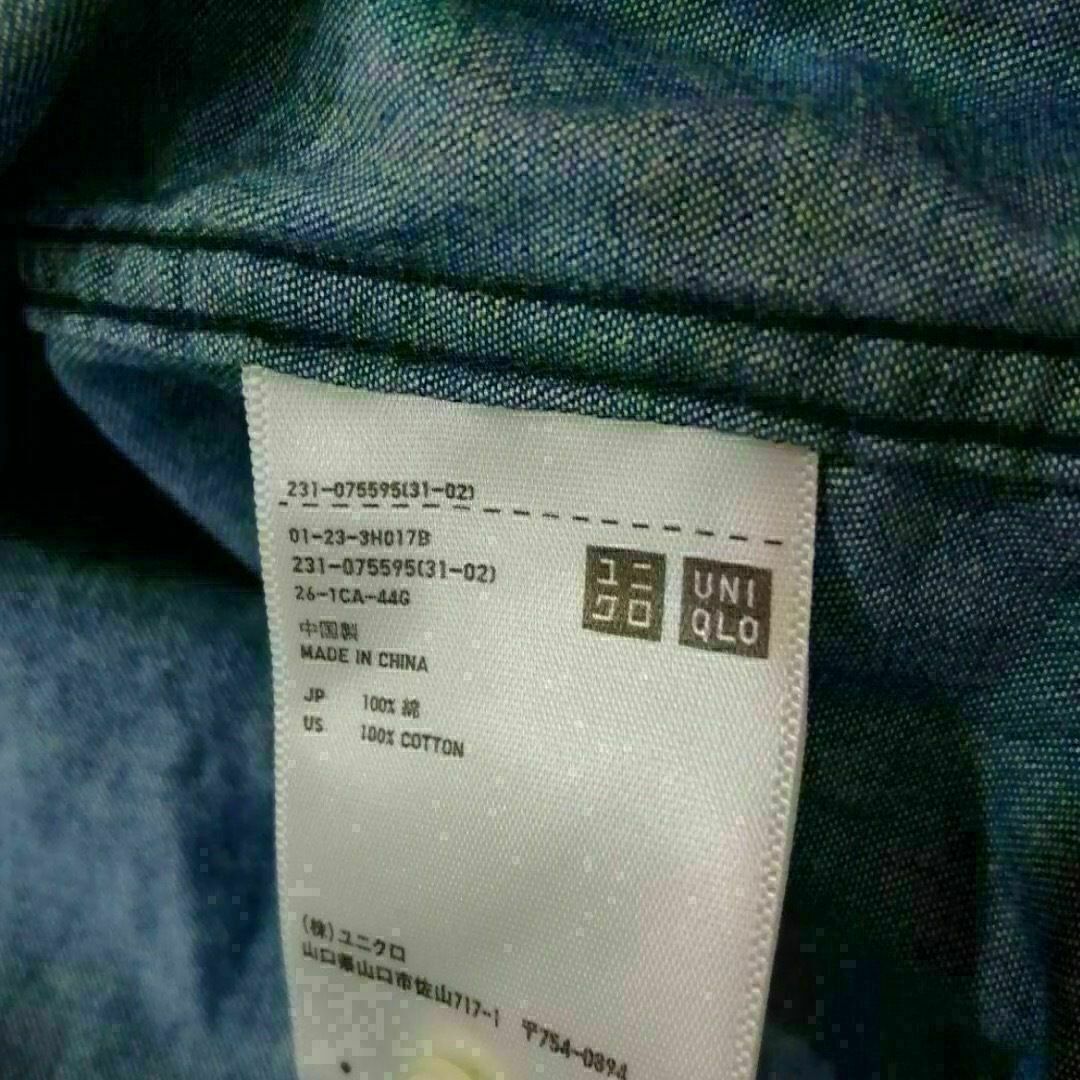 231-075595(31-02)
01-23-3H017B
231-075595(31-02)
26-1CA-44G
中国製
MADE IN CHINA
JP 100% 綿
US 100% COTTON
ユニ
クロ
UNI
QLO
(株)ユニクロ
山口県山口市佐山717-1 〒754-0894